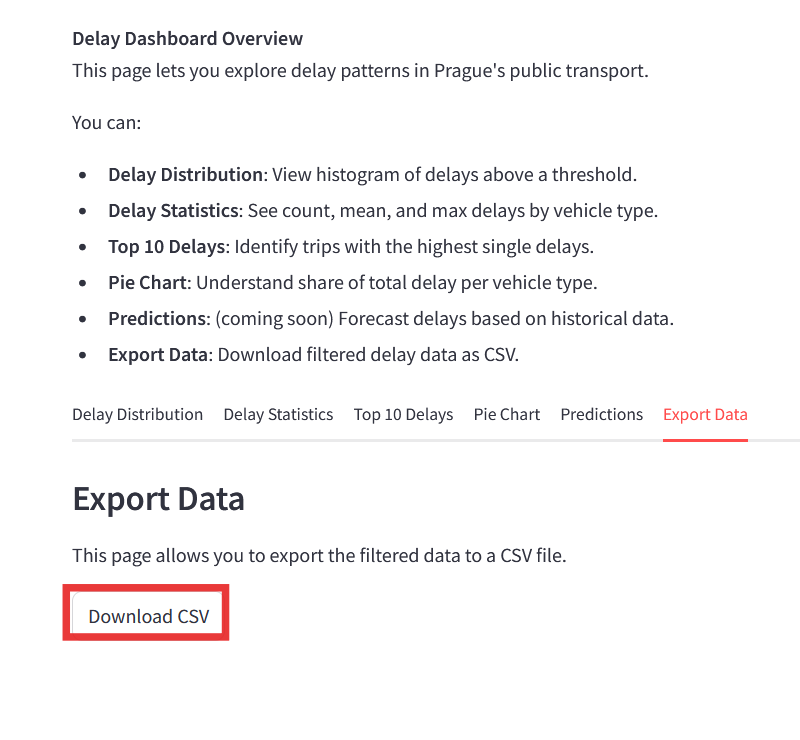 Delay Dashboard Overview
This page lets you explore delay patterns in Prague's public transport.
You can:
• Delay Distribution: View histogram of delays above a threshold.
• Delay Statistics: See count, mean, and max delays by vehicle type.
• Top 10 Delays: Identify trips with the highest single delays.
• Pie Chart: Understand share of total delay per vehicle type.
• Predictions: (coming soon) Forecast delays based on historical data.
• Export Data: Download filtered delay data as CSV.
Delay Distribution Delay Statistics Top 10 Delays Pie Chart Predictions Export Data
Export Data
This page allows you to export the filtered data to a CSV file.
Download CSV